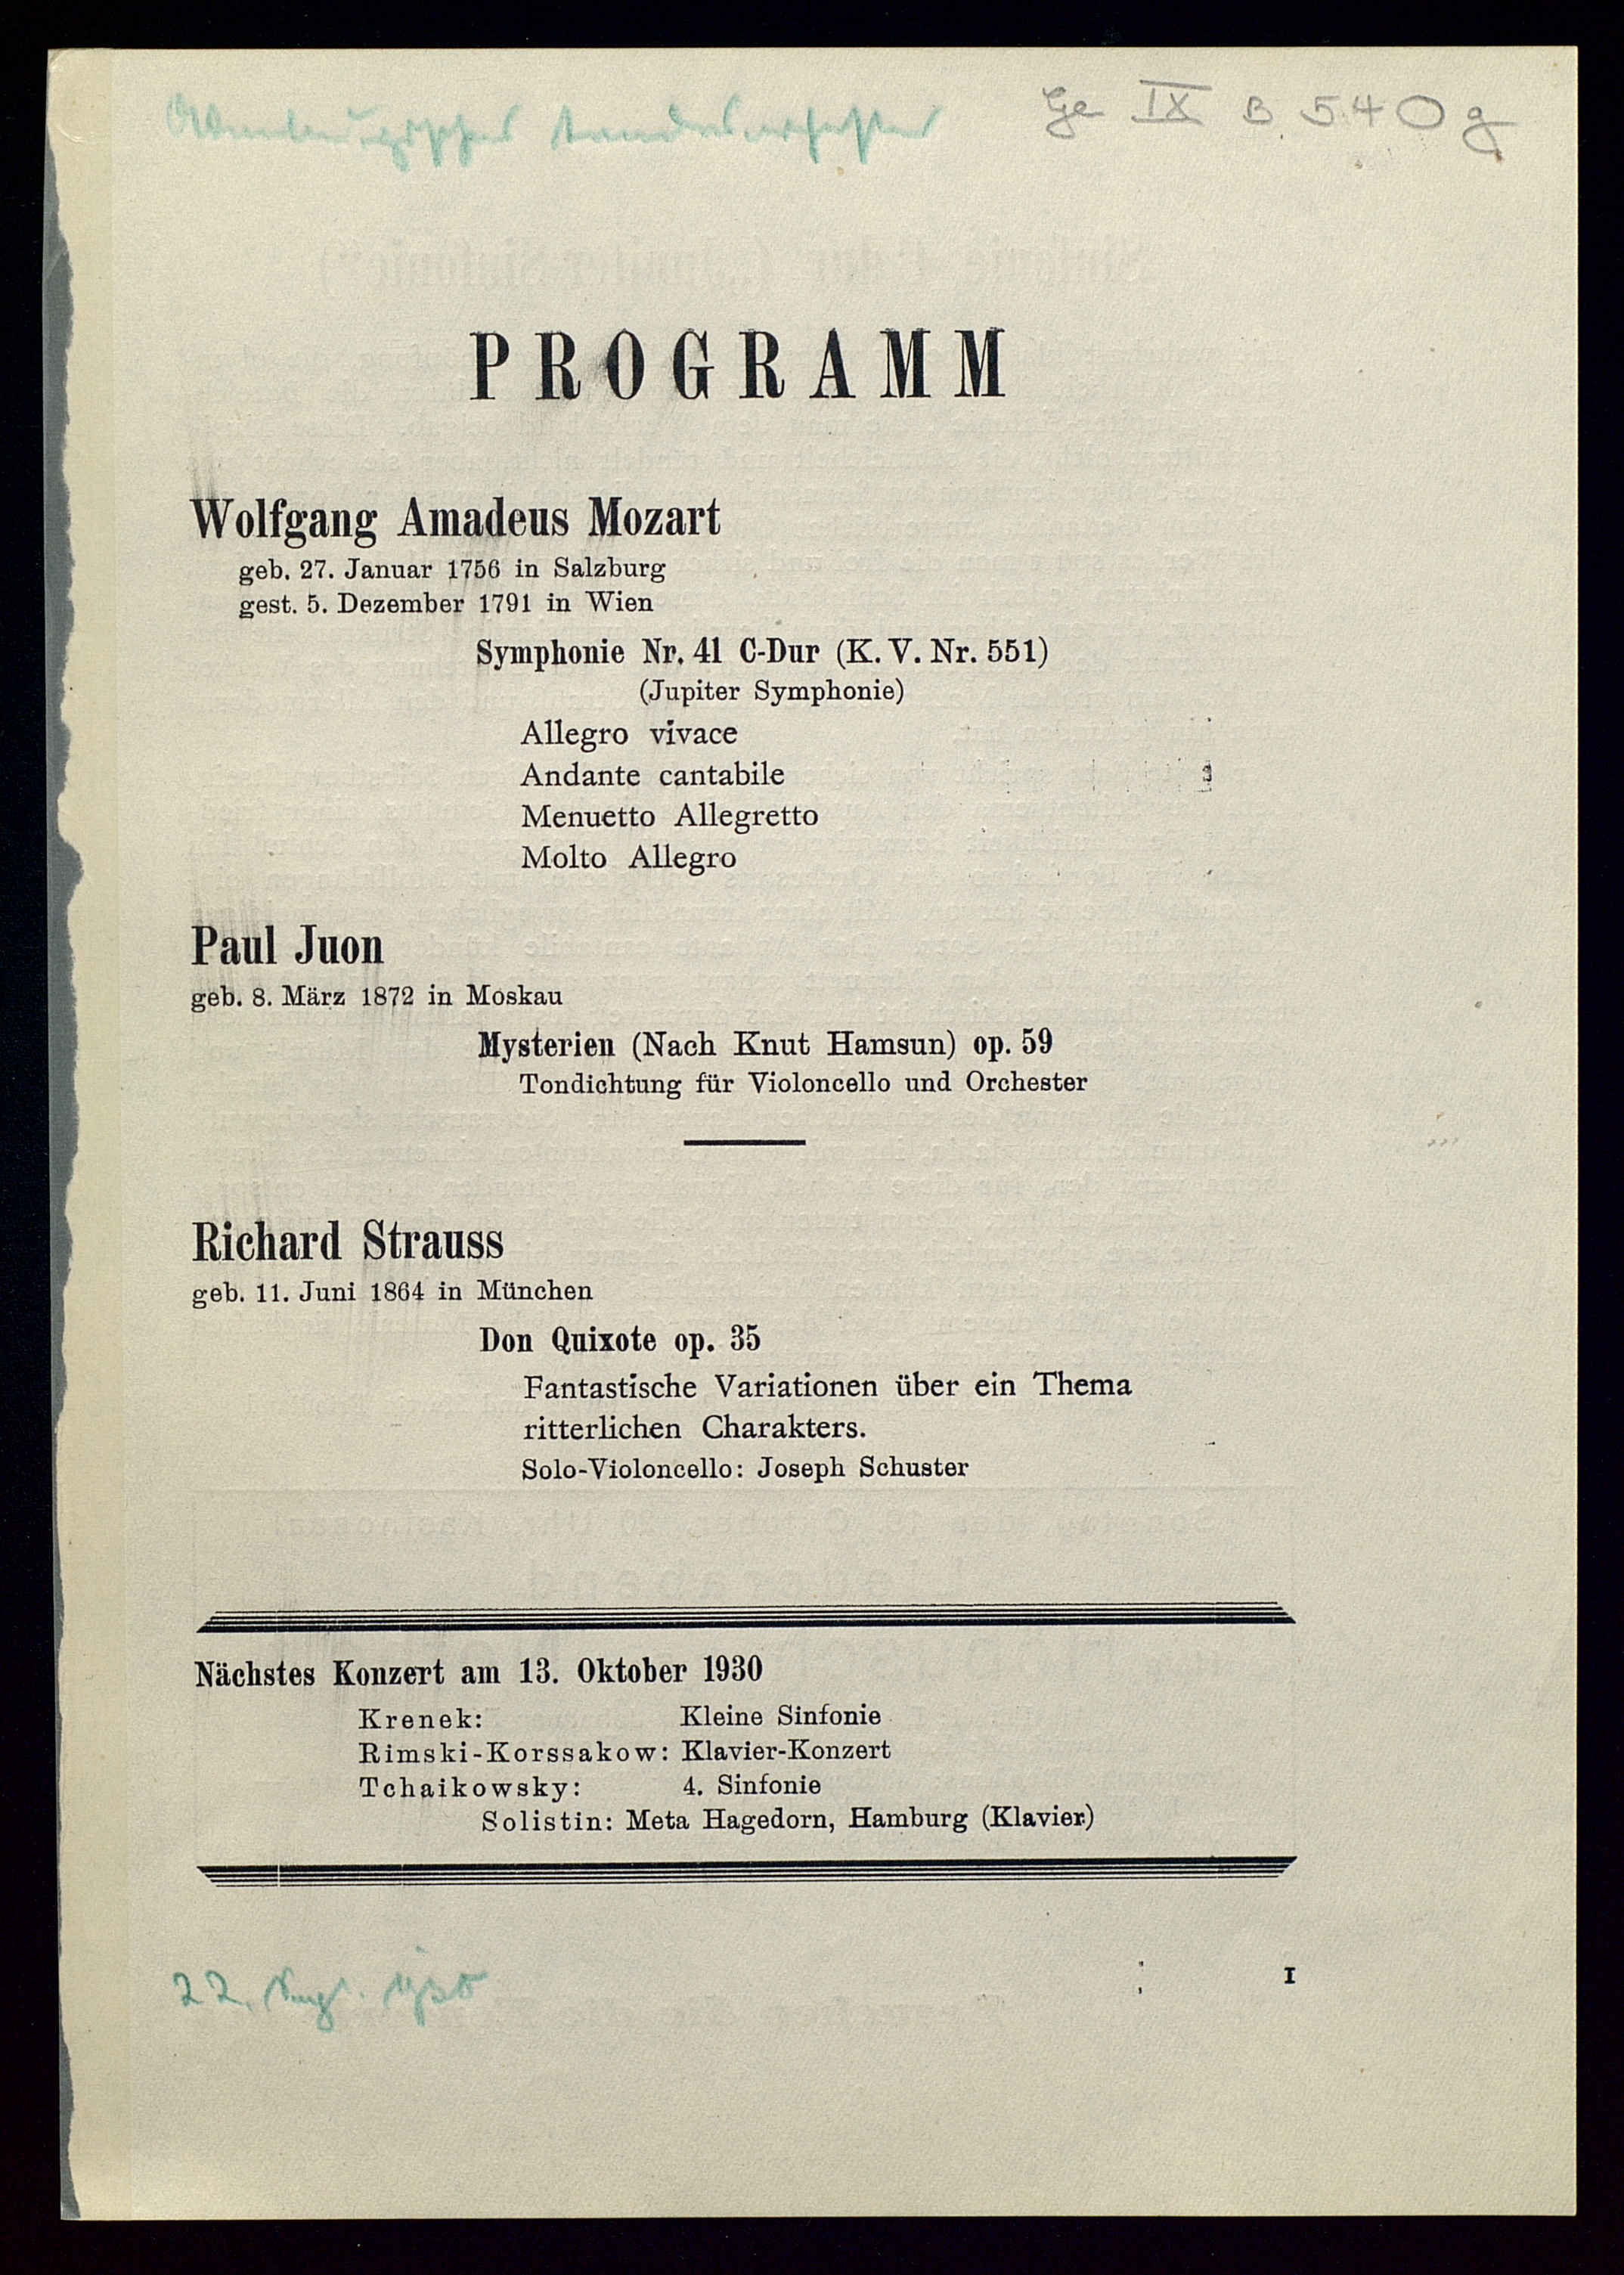 Oldenburgisches Landesorchester
Ge IX B 540 g
PROGRAMM
Wolfgang Amadeus Mozart
geb. 27. Januar 1756 in Salzburg
gest. 5. Dezember 1791 in Wien
Symphonie Nr. 41 C-Dur (K. V. Nr. 551)
(Jupiter Symphonie)
Allegro vivace
Andante cantabile
Menuetto Allegretto
Molto Allegro
Paul Juon
geb. 8. März 1872 in Moskau
Mysterien (Nach Knut Hamsun) op. 59
Tondichtung für Violoncello und Orchester
Richard Strauss
geb. 11. Juni 1864 in München
Don Quixote op. 35
Fantastische Variationen über ein Thema
ritterlichen Charakters.
Solo-Violoncello: Joseph Schuster
Nächstes Konzert am 13. Oktober 1930
Krenek: Kleine Sinfonie
Rimski-Korssakow: Klavier-Konzert
Tchaikowsky: 4. Sinfonie
Solistin: Meta Hagedorn, Hamburg (Klavier)
22. 1930
I